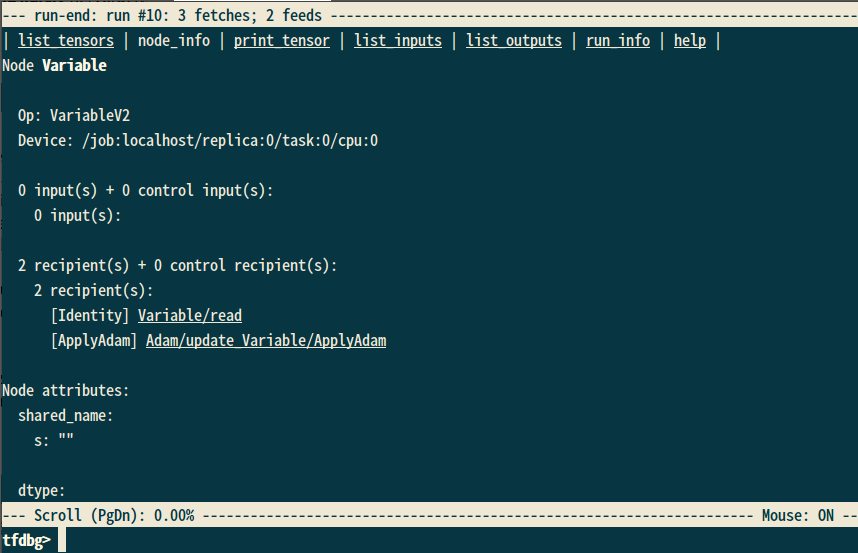 --- run-end: run #10: 3 fetches; 2 feeds ------------------------------------------------------------------
| list_tensors | node_info | print_tensor | list_inputs | list_outputs | run_info | help |
Node Variable
Op: VariableV2
Device: /job:localhost/replica:0/task:0/cpu:0
0 input(s) + 0 control input(s):
0 input(s):
2 recipient(s) + 0 control recipient(s):
2 recipient(s):
[Identity] Variable/read
[ApplyAdam] Adam/update_Variable/ApplyAdam
Node attributes:
shared_name:
s: ""
dtype:
--- Scroll (PgDn): 0.00% --------------------------------------------------------------------- Mouse: ON --
tfdbg>